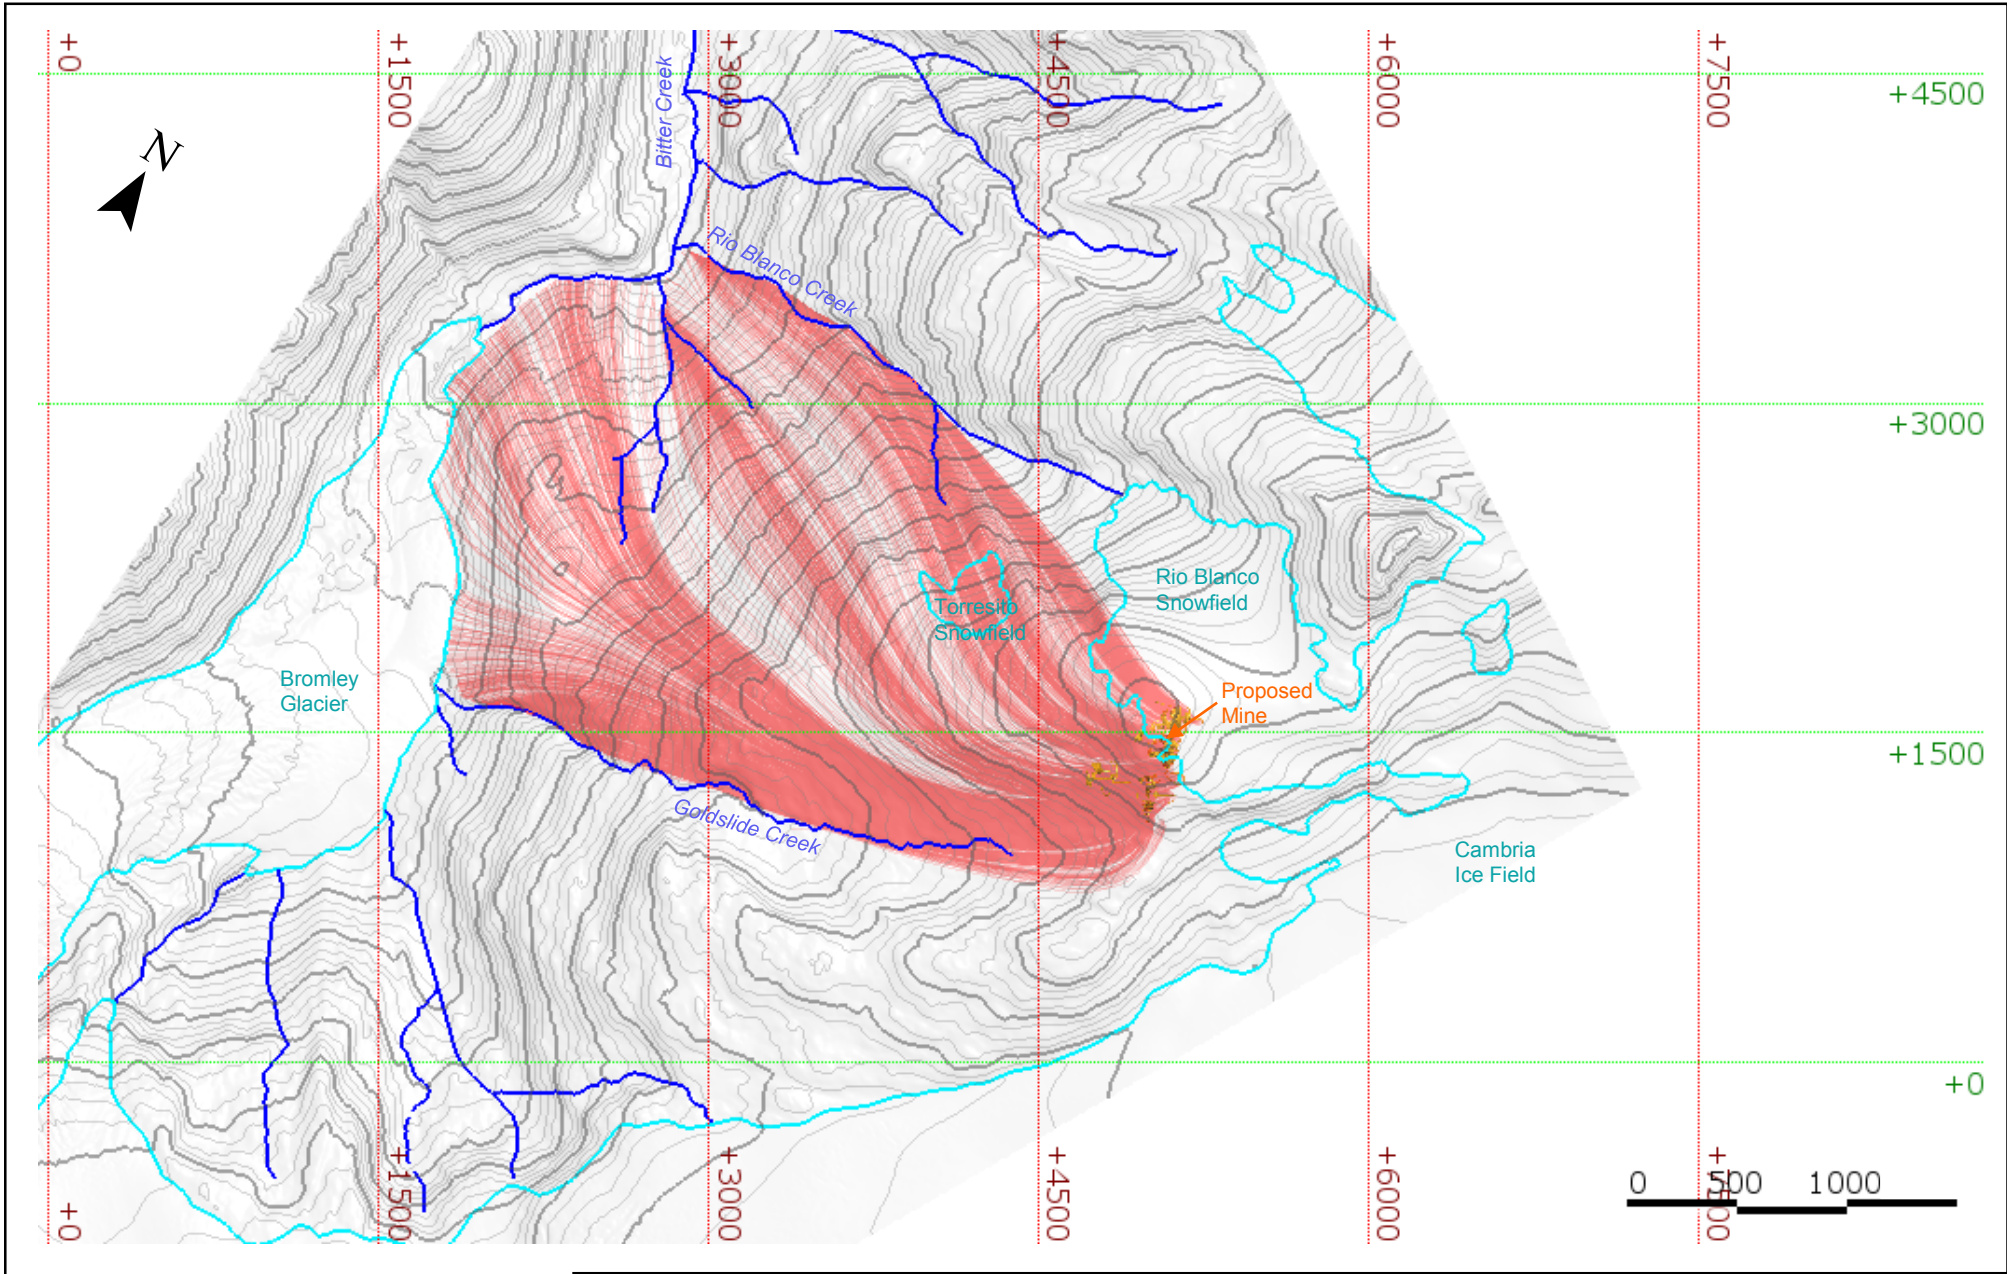 +0
+1500
+3000
+4500
+6000
+7500
+4500
N
Bitter Creek
Rio Blanco Creek
+3000
Rio Blanco
Snowfield
Torresito
Snowfield
Bromley
Glacier
Proposed
Mine
+1500
Goldslide Creek
Cambria
Ice Field
+0
+0
+1500
+3000
+4500
+6000
+7500
0 500 1000